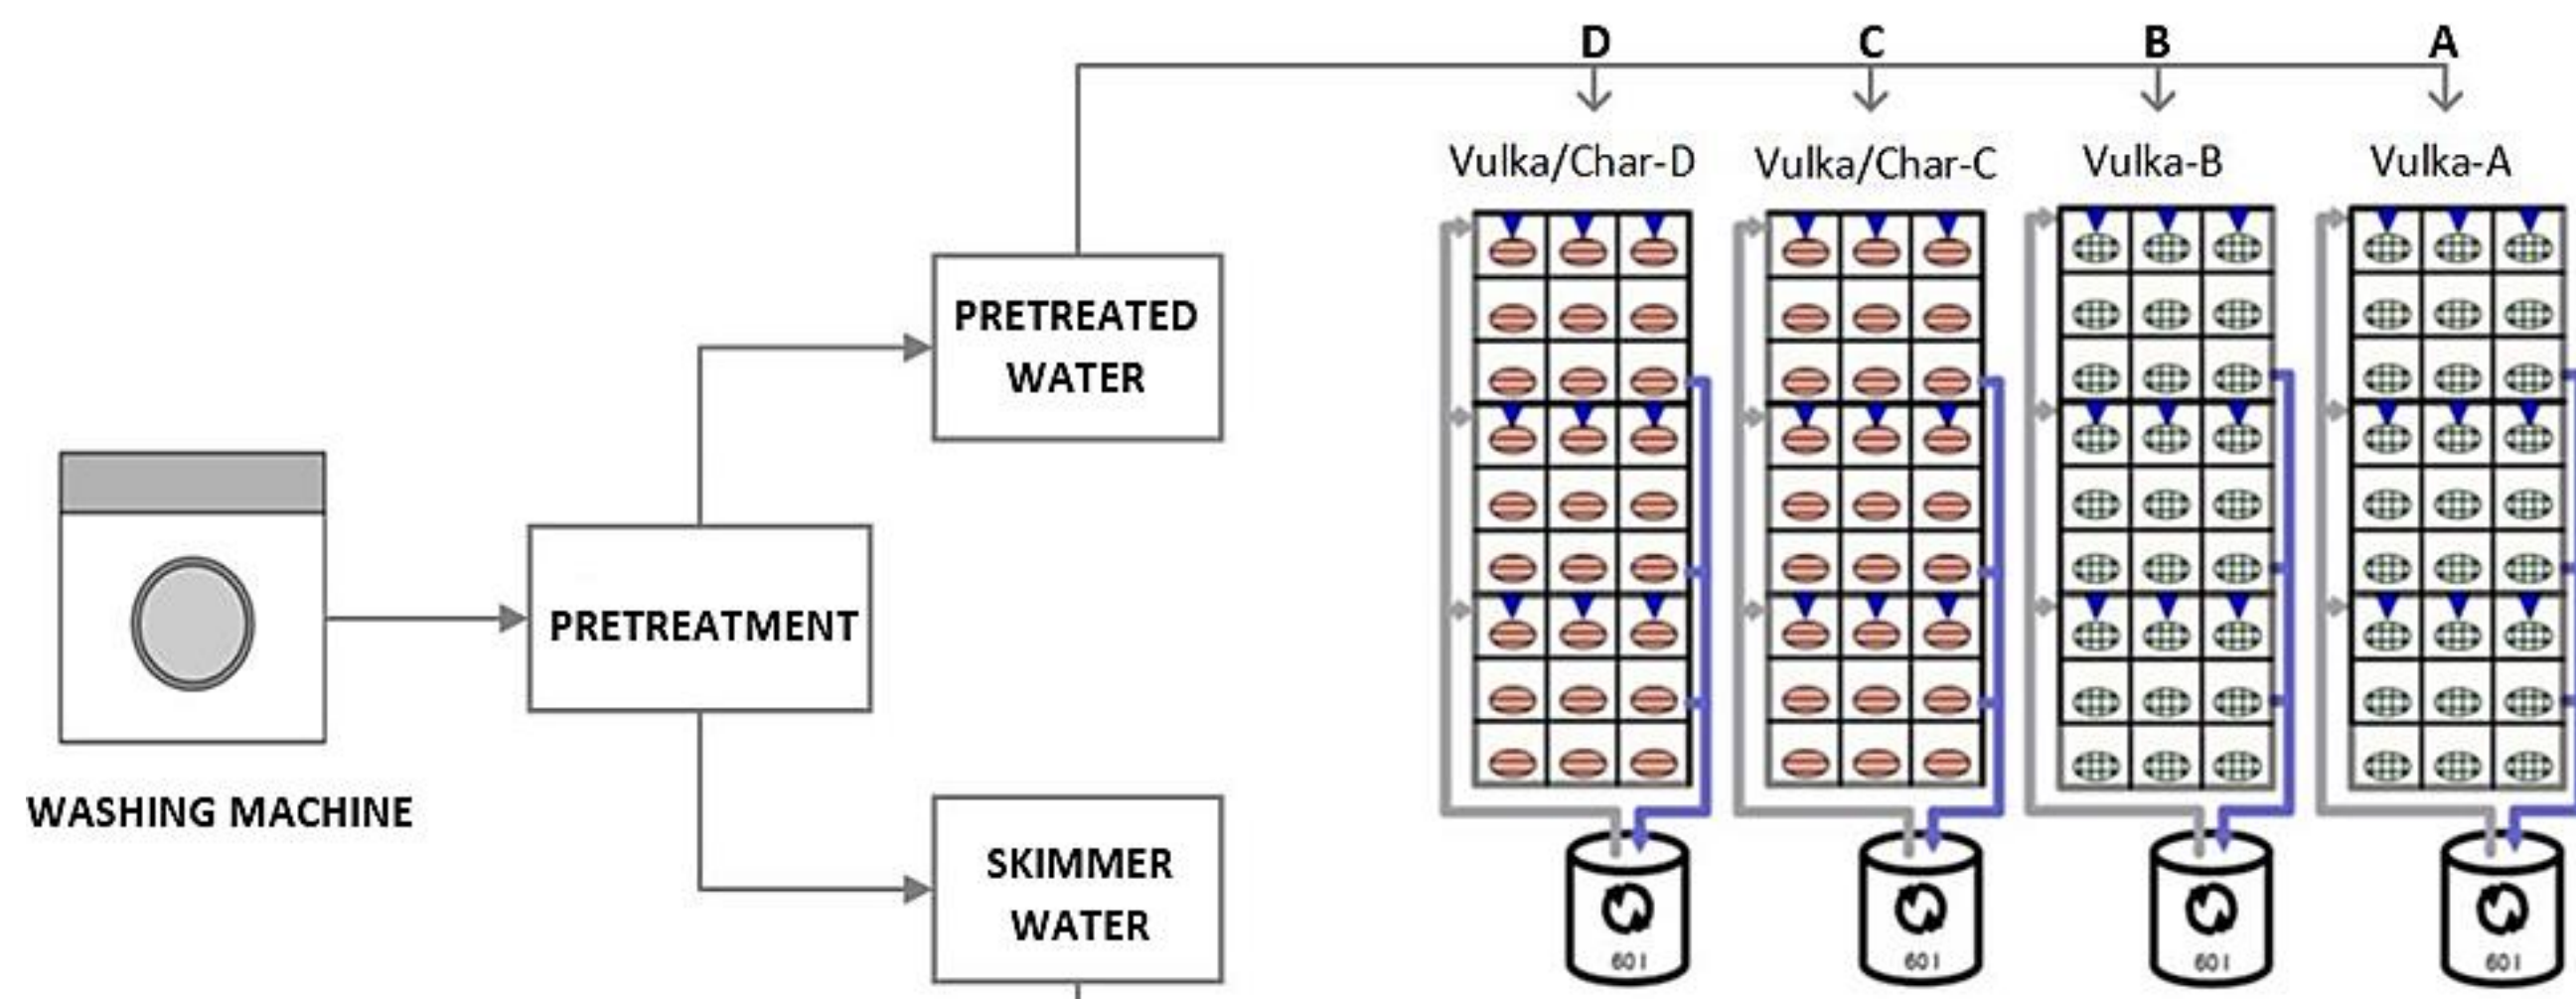 D C B A
Vulka/Char-D Vulka/Char-C Vulka-B Vulka-A
PRETREATED
WATER
PRETREATMENT
WASHING MACHINE
SKIMMER
WATER
60 l 60 l 60 l 60 l